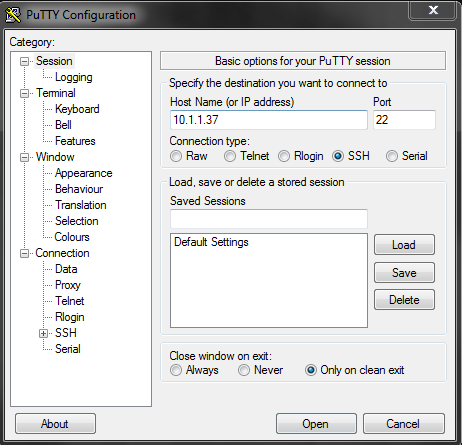 PuTTY Configuration
Category:
Session
Logging
Terminal
Keyboard
Bell
Features
Window
Appearance
Behaviour
Translation
Selection
Colours
Connection
Data
Proxy
Telnet
Rlogin
SSH
Serial
Basic options for your PuTTY session
Specify the destination you want to connect to
Host Name (or IP address) Port
10.1.1.37 22
Connection type:
Raw Telnet Rlogin SSH Serial
Load, save or delete a stored session
Saved Sessions
Default Settings
Load
Save
Delete
Close window on exit:
Always Never Only on clean exit
About Open Cancel